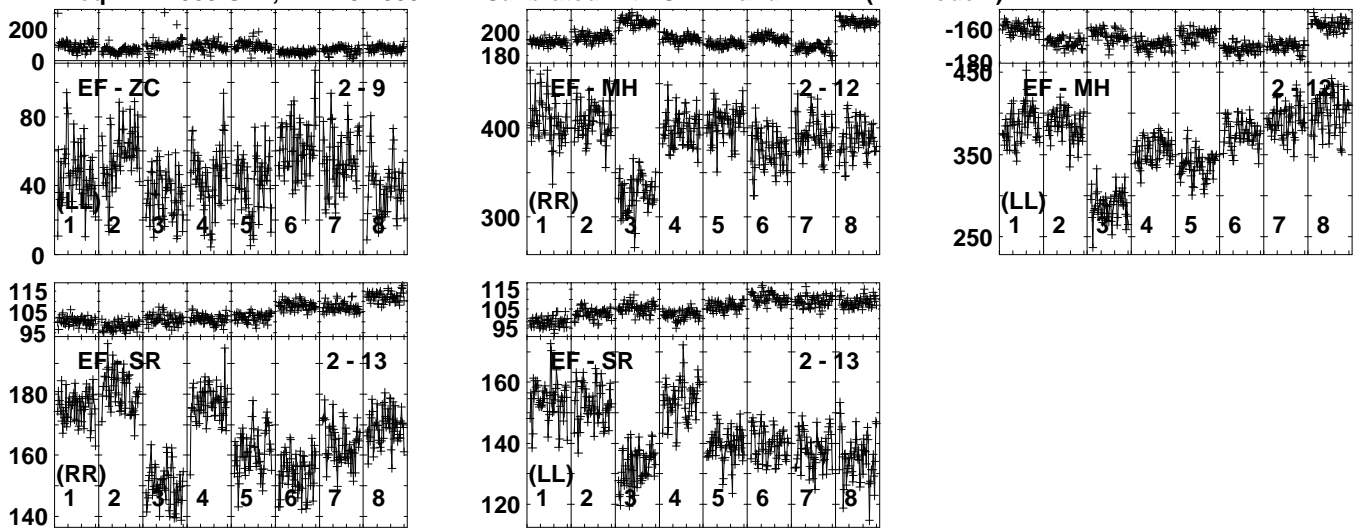 200
0
EF - ZC 2 - 9
80
40
(LL)
1 2 3 4 5 6 7 8
0
200
180
EF - MH 2 - 12
400
(RR)
300
1 2 3 4 5 6 7 8
-160
-180
450
EF - MH 2 - 12
350
(LL)
1 2 3 4 5 6 7 8
250
115
105
95
EF - SR 2 - 13
180
160
(RR)
1 2 3 4 5 6 7 8
140
115
105
95
EF - SR 2 - 13
160
140
(LL)
1 2 3 4 5 6 7 8
120